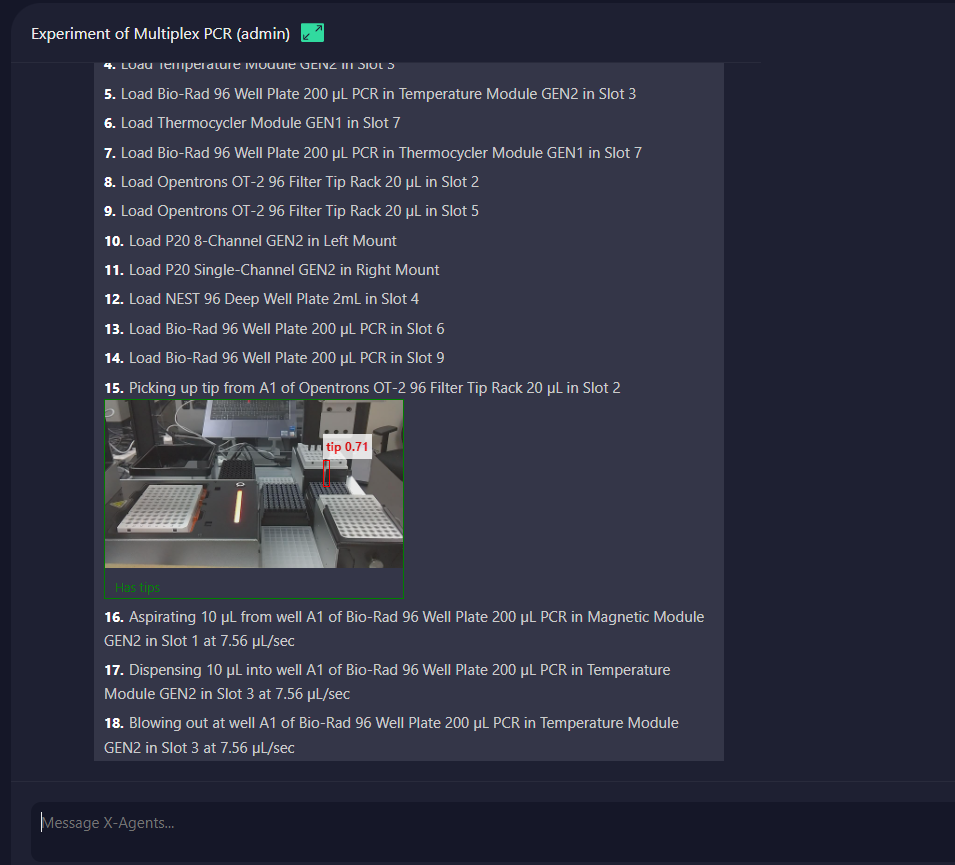 Experiment of Multiplex PCR (admin)
4. Load Temperature Module GEN2 in Slot 3
5. Load Bio-Rad 96 Well Plate 200 µL PCR in Temperature Module GEN2 in Slot 3
6. Load Thermocycler Module GEN1 in Slot 7
7. Load Bio-Rad 96 Well Plate 200 µL PCR in Thermocycler Module GEN1 in Slot 7
8. Load Opentrons OT-2 96 Filter Tip Rack 20 µL in Slot 2
9. Load Opentrons OT-2 96 Filter Tip Rack 20 µL in Slot 5
10. Load P20 8-Channel GEN2 in Left Mount
11. Load P20 Single-Channel GEN2 in Right Mount
12. Load NEST 96 Deep Well Plate 2mL in Slot 4
13. Load Bio-Rad 96 Well Plate 200 µL PCR in Slot 6
14. Load Bio-Rad 96 Well Plate 200 µL PCR in Slot 9
15. Picking up tip from A1 of Opentrons OT-2 96 Filter Tip Rack 20 µL in Slot 2
tip 0.71
Has tips
16. Aspirating 10 µL from well A1 of Bio-Rad 96 Well Plate 200 µL PCR in Magnetic Module
GEN2 in Slot 1 at 7.56 µL/sec
17. Dispensing 10 µL into well A1 of Bio-Rad 96 Well Plate 200 µL PCR in Temperature
Module GEN2 in Slot 3 at 7.56 µL/sec
18. Blowing out at well A1 of Bio-Rad 96 Well Plate 200 µL PCR in Temperature Module
GEN2 in Slot 3 at 7.56 µL/sec
Message X-Agents...